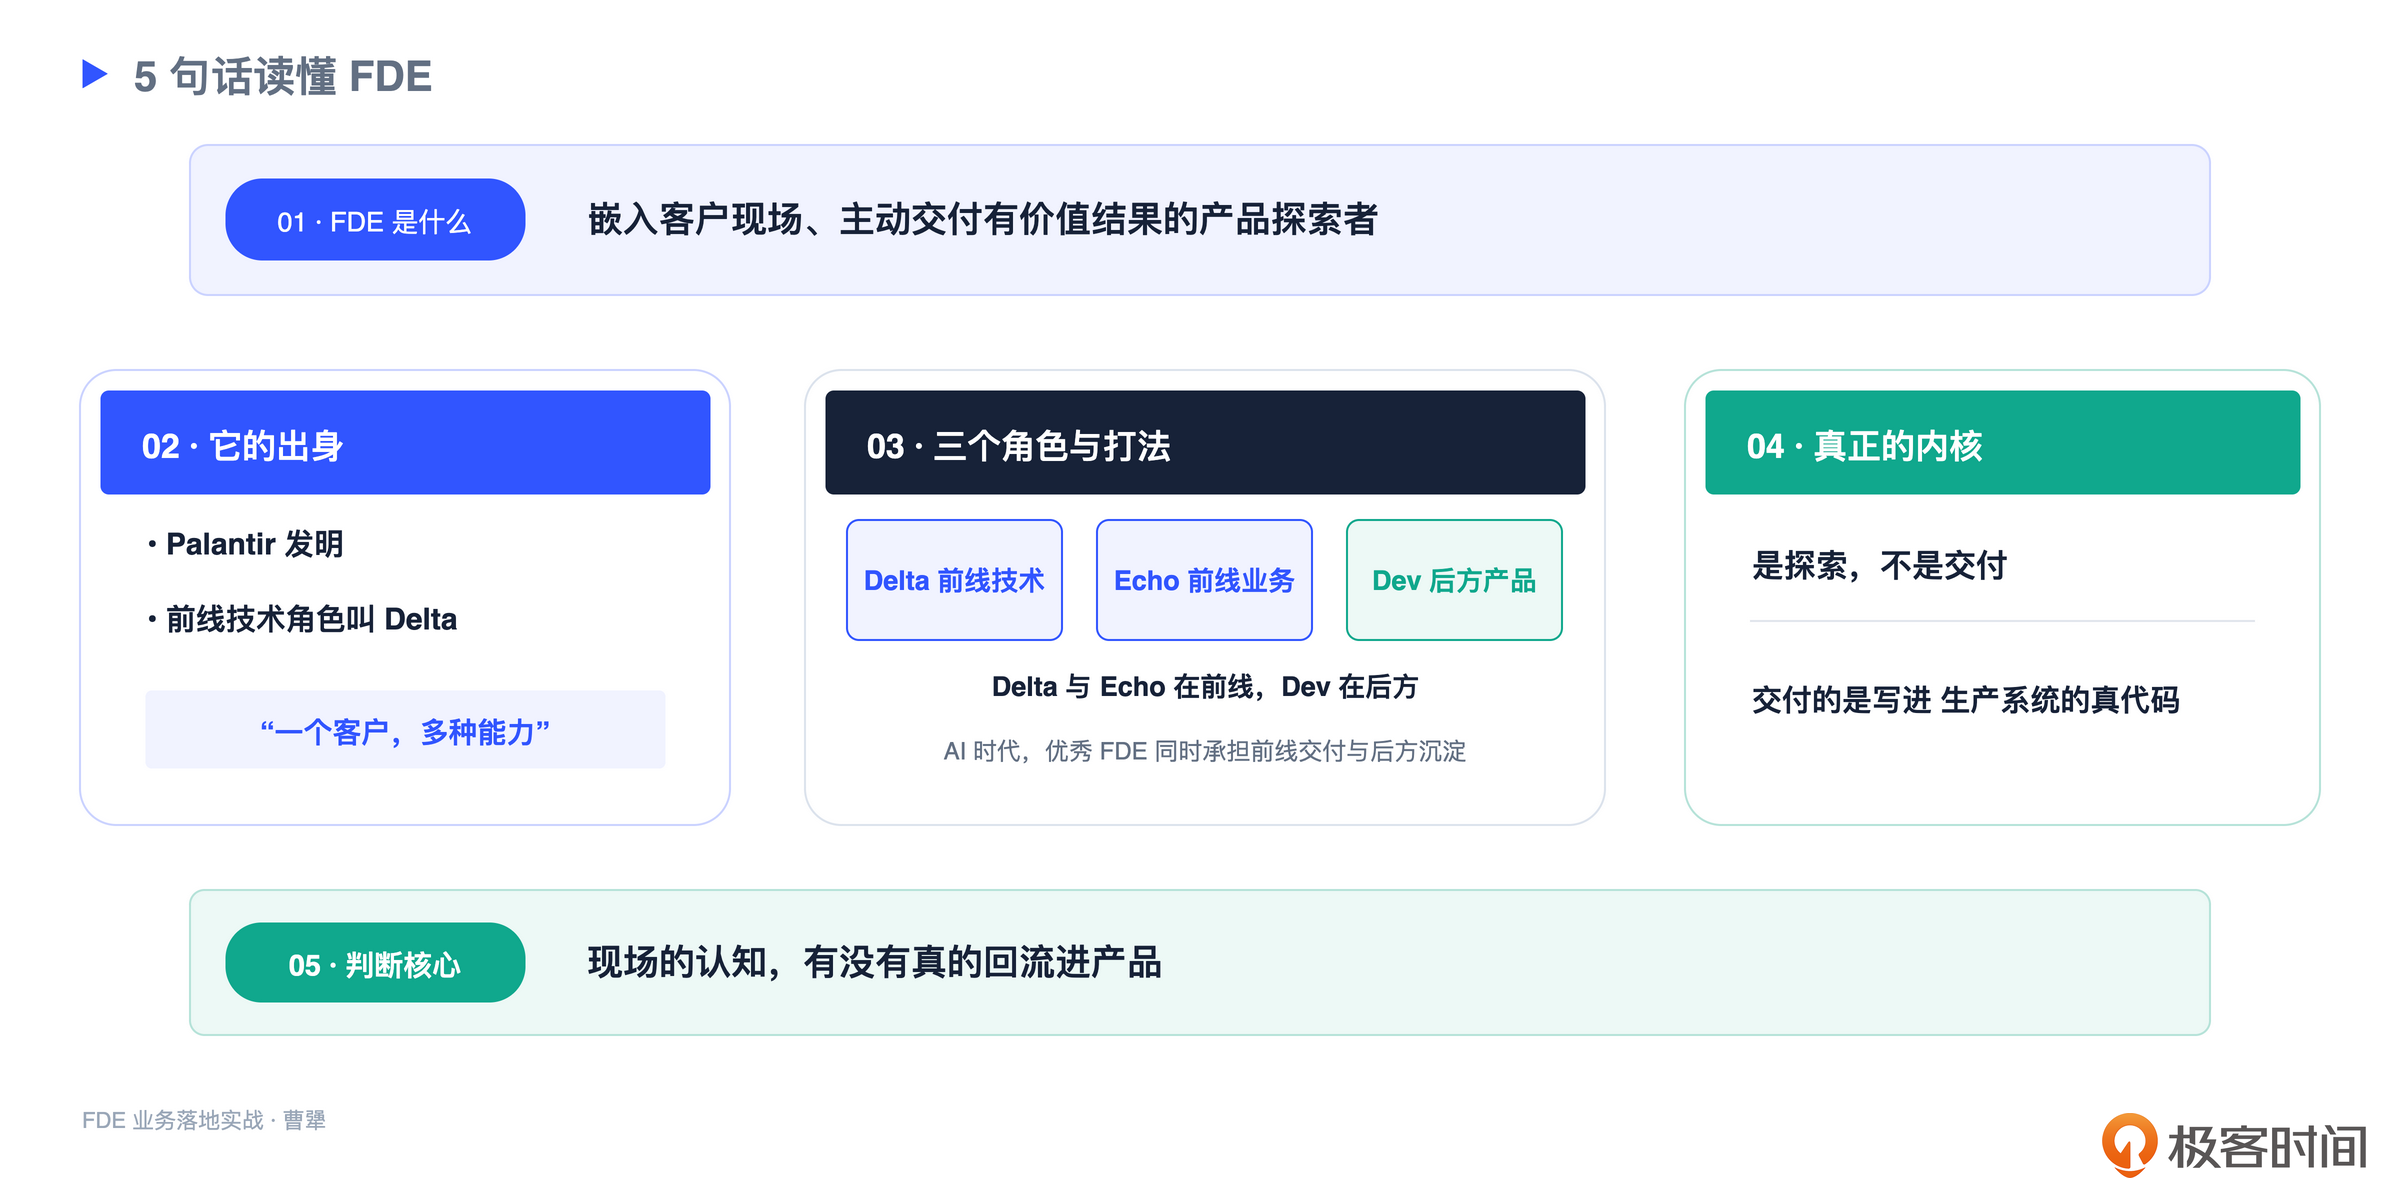 5 句话读懂 FDE
01 · FDE 是什么
嵌入客户现场、主动交付有价值结果的产品探索者
02 · 它的出身
· Palantir 发明
· 前线技术角色叫 Delta
“一个客户，多种能力”
03 · 三个角色与打法
Delta 前线技术
Echo 前线业务
Dev 后方产品
Delta 与 Echo 在前线，Dev 在后方
AI 时代，优秀 FDE 同时承担前线交付与后方沉淀
04 · 真正的内核
是探索，不是交付
交付的是写进 生产系统的真代码
05 · 判断核心
现场的认知，有没有真的回流进产品
FDE 业务落地实战 · 曹犟
极客时间